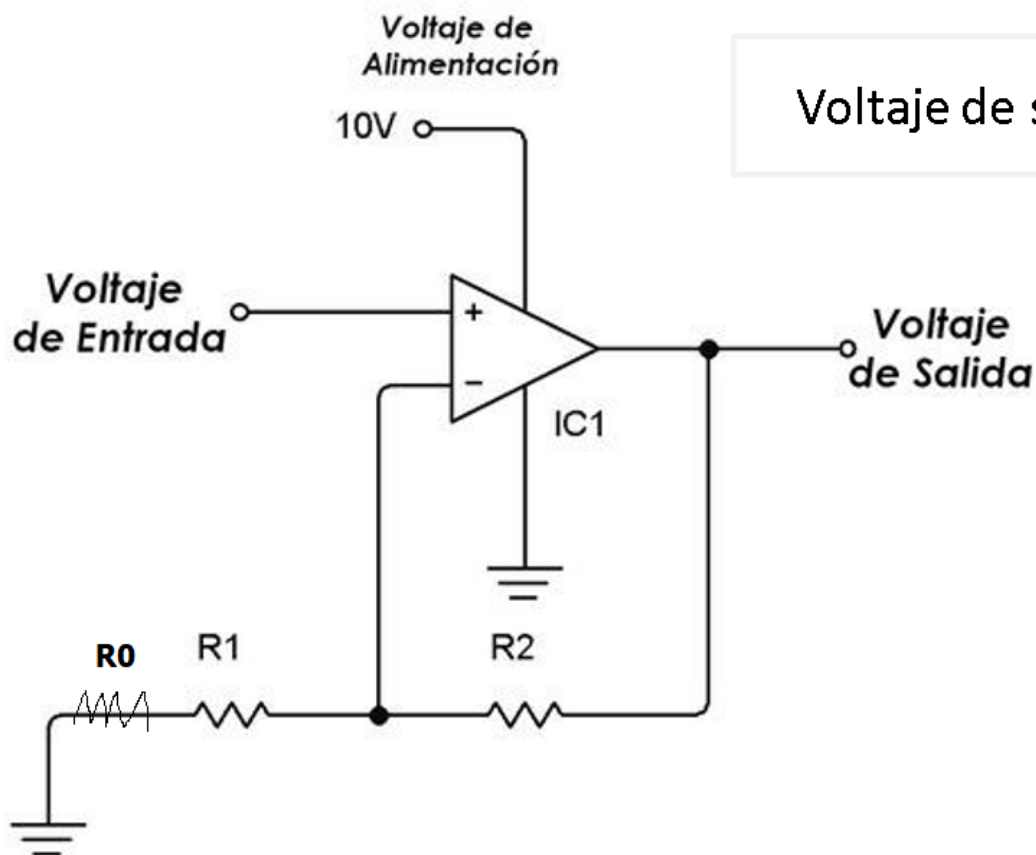 Voltaje de
Alimentación
10V
Voltaje de
Voltaje
de Entrada
+
−
IC1
Voltaje
de Salida
R0
R1
R2